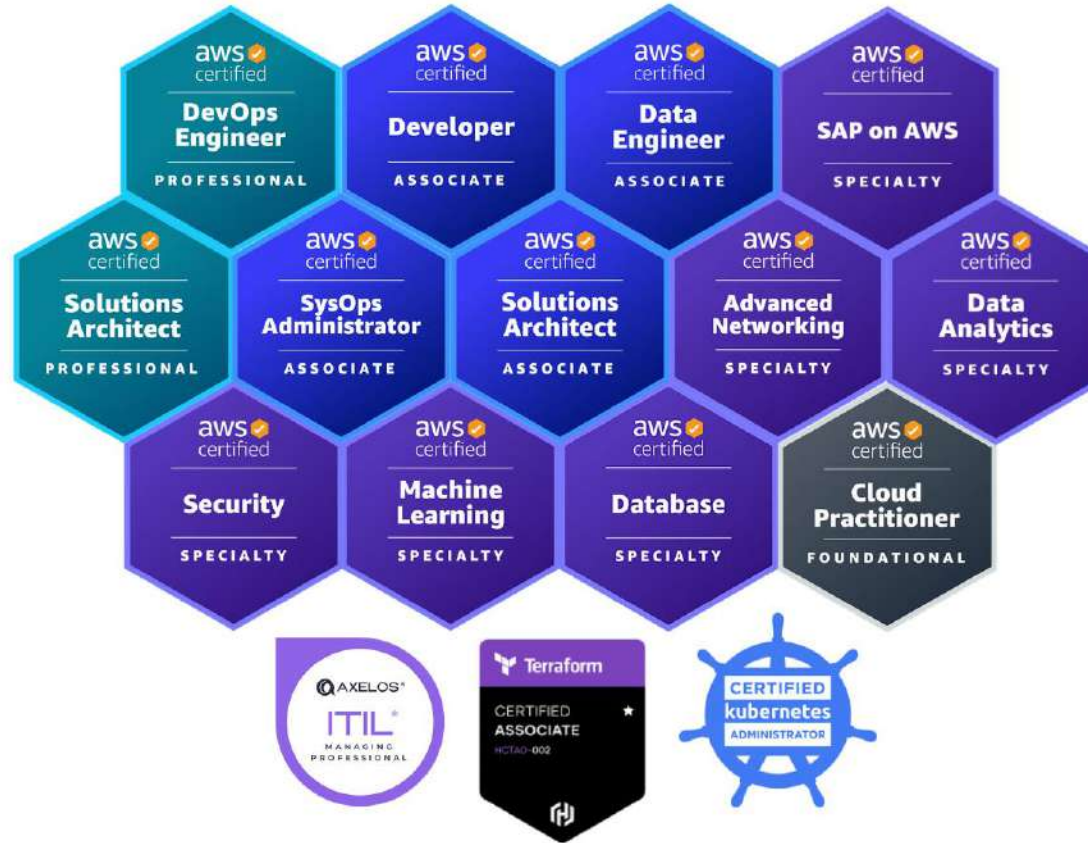 aws
certified
DevOps
Engineer
PROFESSIONAL
aws
certified
Developer
ASSOCIATE
aws
certified
Data
Engineer
ASSOCIATE
aws
certified
SAP on AWS
SPECIALTY
aws
certified
Solutions
Architect
PROFESSIONAL
aws
certified
SysOps
Administrator
ASSOCIATE
aws
certified
Solutions
Architect
ASSOCIATE
aws
certified
Advanced
Networking
SPECIALTY
aws
certified
Data
Analytics
SPECIALTY
aws
certified
Security
SPECIALTY
aws
certified
Machine
Learning
SPECIALTY
aws
certified
Database
SPECIALTY
aws
certified
Cloud
Practitioner
FOUNDATIONAL
AXELOS®
ITIL®
MANAGING
PROFESSIONAL
Terraform
CERTIFIED
ASSOCIATE
HCTA0-002
CERTIFIED
kubernetes
ADMINISTRATOR